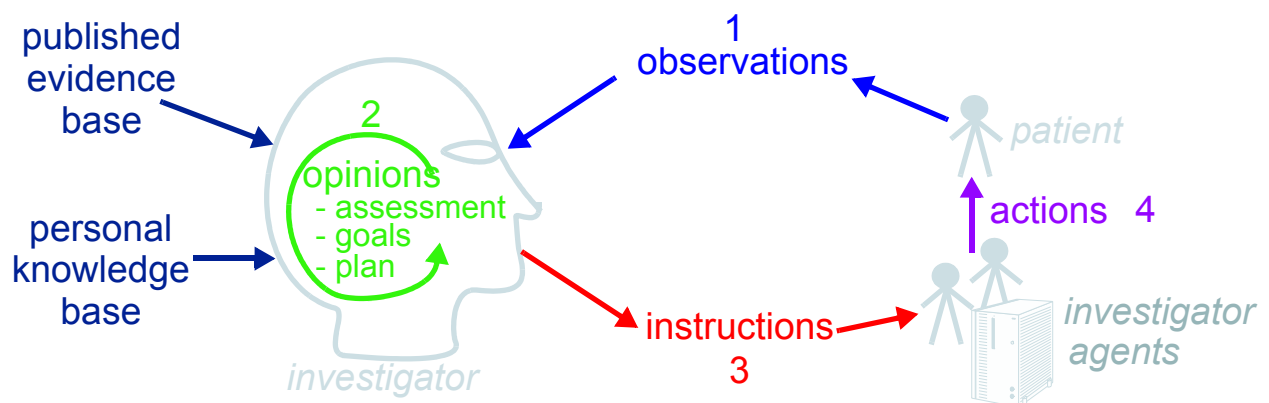 published
evidence
base
personal
knowledge
base
2
opinions
- assessment
- goals
- plan
investigator
1
observations
patient
actions 4
investigator
agents
instructions
3